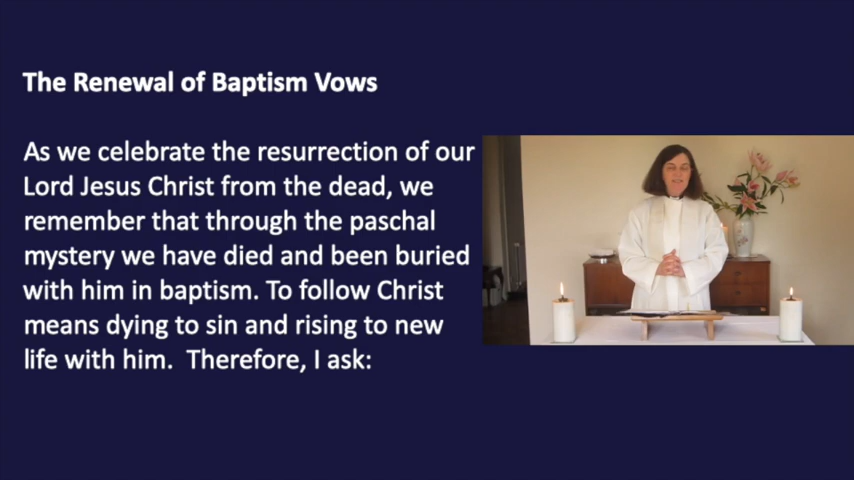 The Renewal of Baptism Vows
As we celebrate the resurrection of our
Lord Jesus Christ from the dead, we
remember that through the paschal
mystery we have died and been buried
with him in baptism. To follow Christ
means dying to sin and rising to new
life with him.  Therefore, I ask: